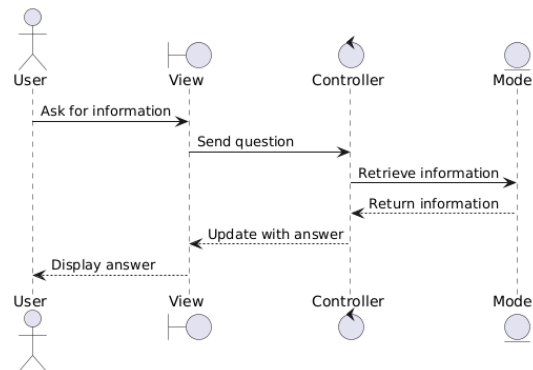 User View Controller Mode
Ask for information
Send question
Retrieve information
Return information
Update with answer
Display answer
User View Controller Mode